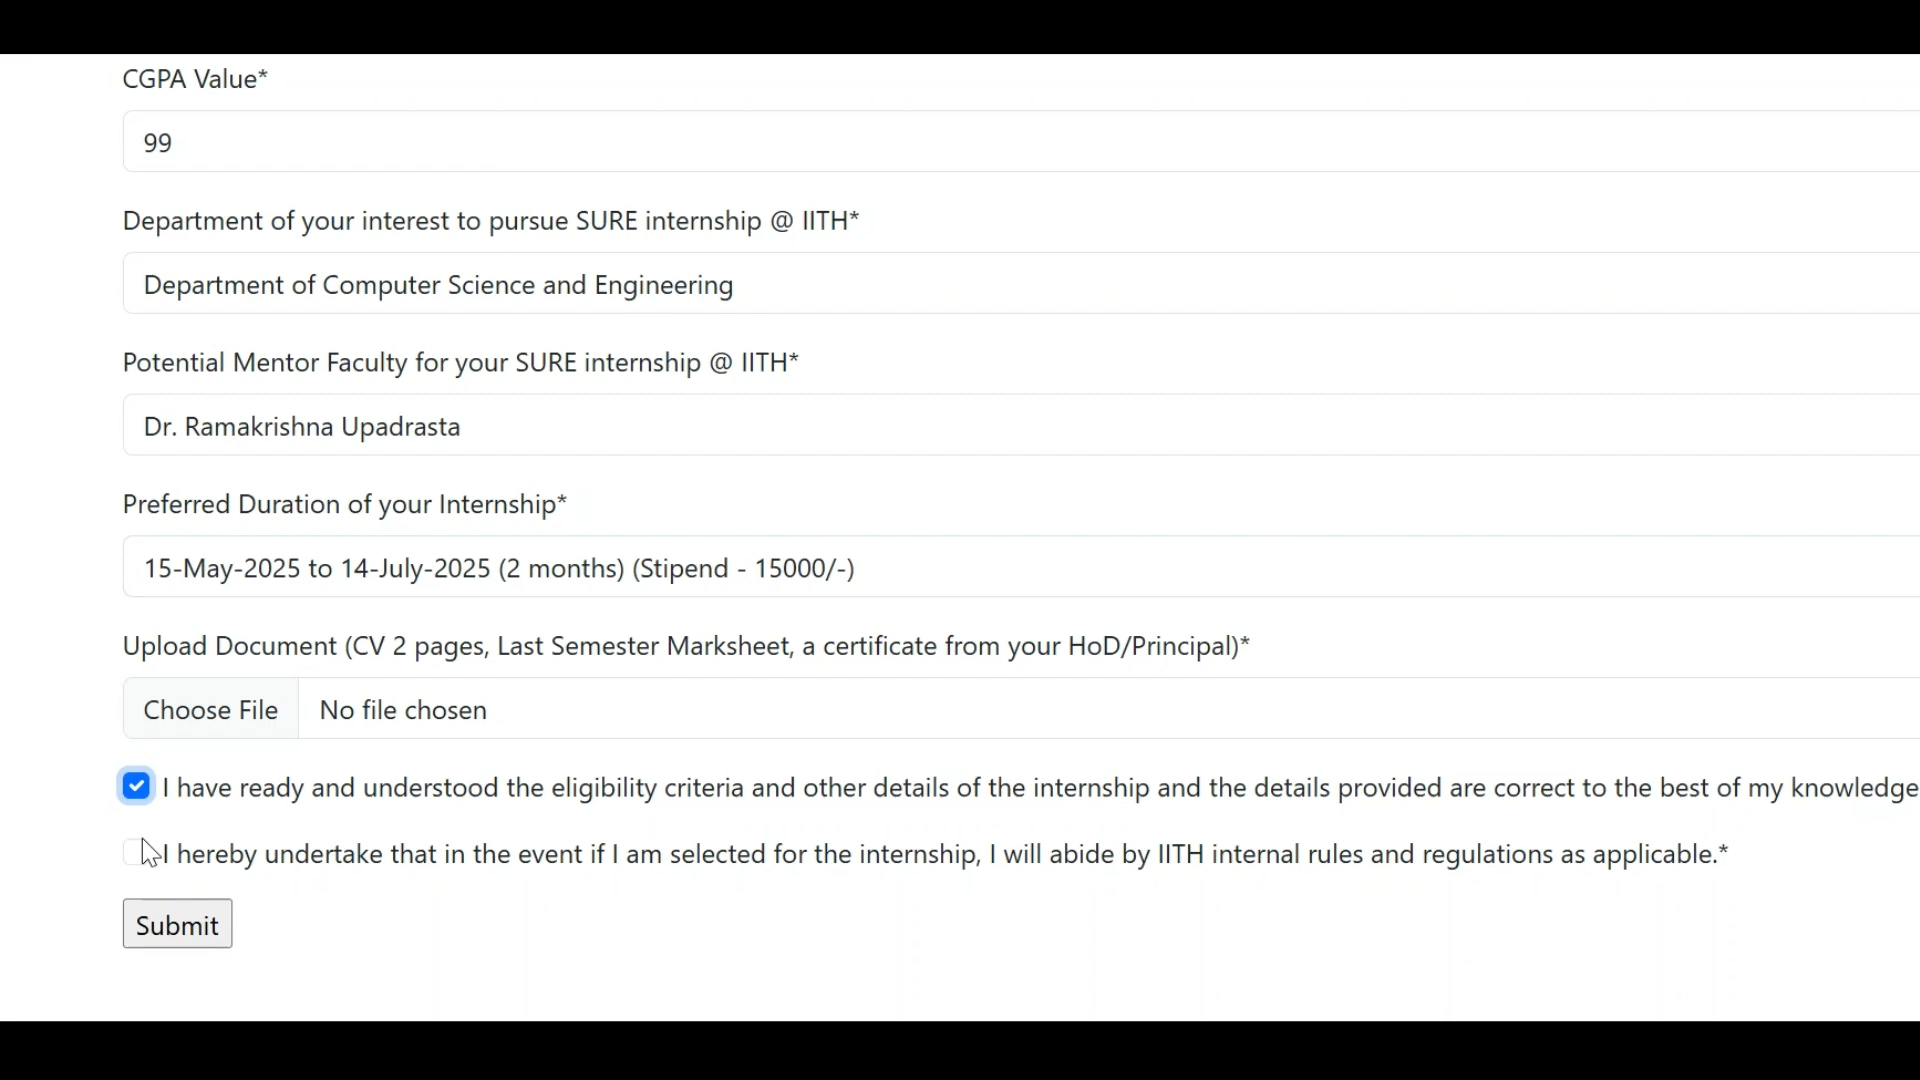 CGPA Value*
99
Department of your interest to pursue SURE internship @ IITH*
Department of Computer Science and Engineering
Potential Mentor Faculty for your SURE internship @ IITH*
Dr. Ramakrishna Upadrasta
Preferred Duration of your Internship*
15-May-2025 to 14-July-2025 (2 months) (Stipend - 15000/-)
Upload Document (CV 2 pages, Last Semester Marksheet, a certificate from your HoD/Principal)*
Choose File No file chosen
I have ready and understood the eligibility criteria and other details of the internship and the details provided are correct to the best of my knowledge
I hereby undertake that in the event if I am selected for the internship, I will abide by IITH internal rules and regulations as applicable.*
Submit